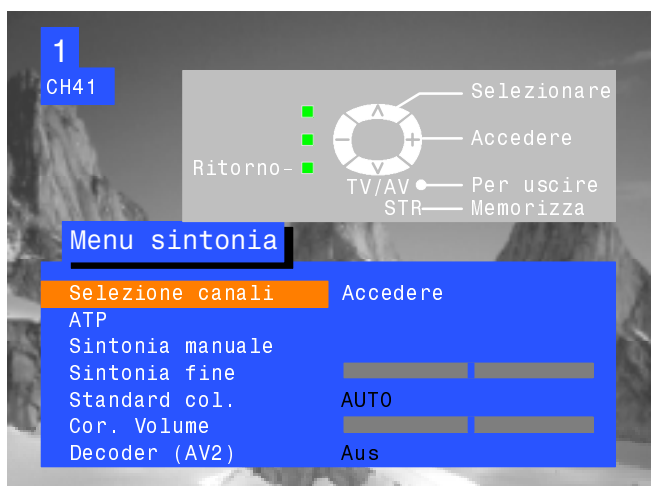 1
CH41
Selezionare
Accedere
Ritorno-
TV/AV Per uscire
STR Memorizza
Menu sintonia
Selezione canali Accedere
ATP
Sintonia manuale
Sintonia fine
Standard col. AUTO
Cor. Volume
Decoder (AV2) Aus